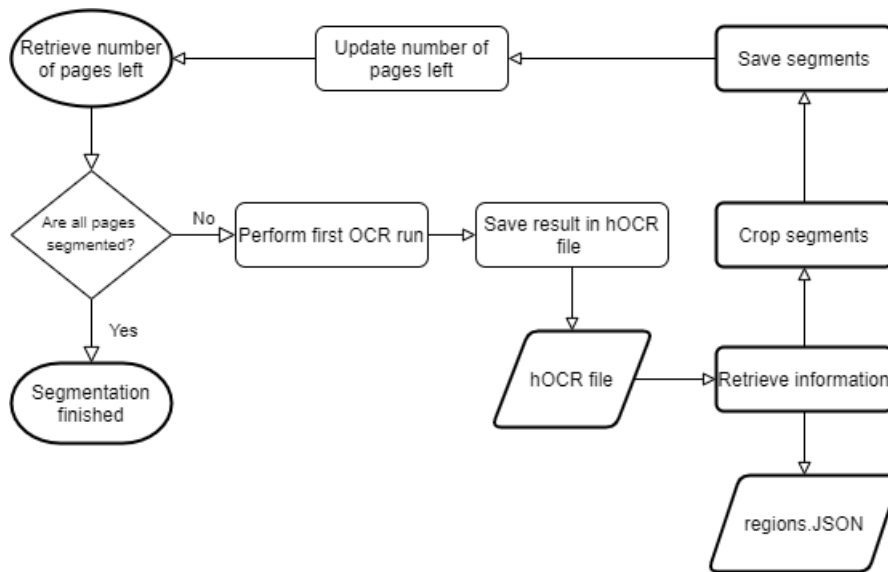 Retrieve number
of pages left
Update number of
pages left
Save segments
Are all pages
segmented?
No
Perform first OCR run
Save result in hOCR
file
Crop segments
Yes
Segmentation
finished
hOCR file
Retrieve information
regions.JSON